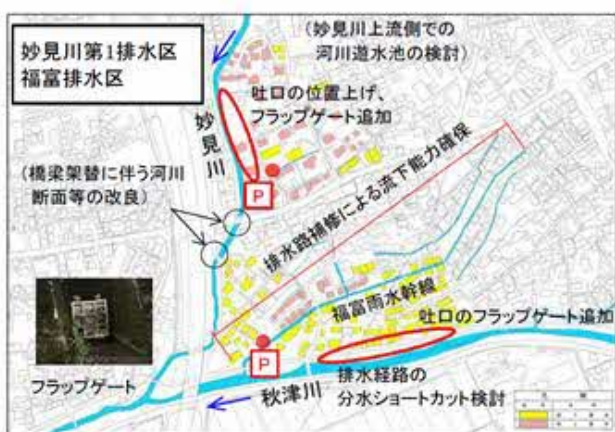 妙見川第1排水区
福富排水区
(妙見川上流側での
河川遊水池の検討)
吐口の位置上げ、
フラップゲート追加
妙見川
(橋梁架替に伴う河川
断面等の改良)
P
排水路補修による流下能力確保
福富雨水幹線
吐口のフラップゲート追加
P
フラップゲート
秋津川
排水経路の
分水ショートカット検討